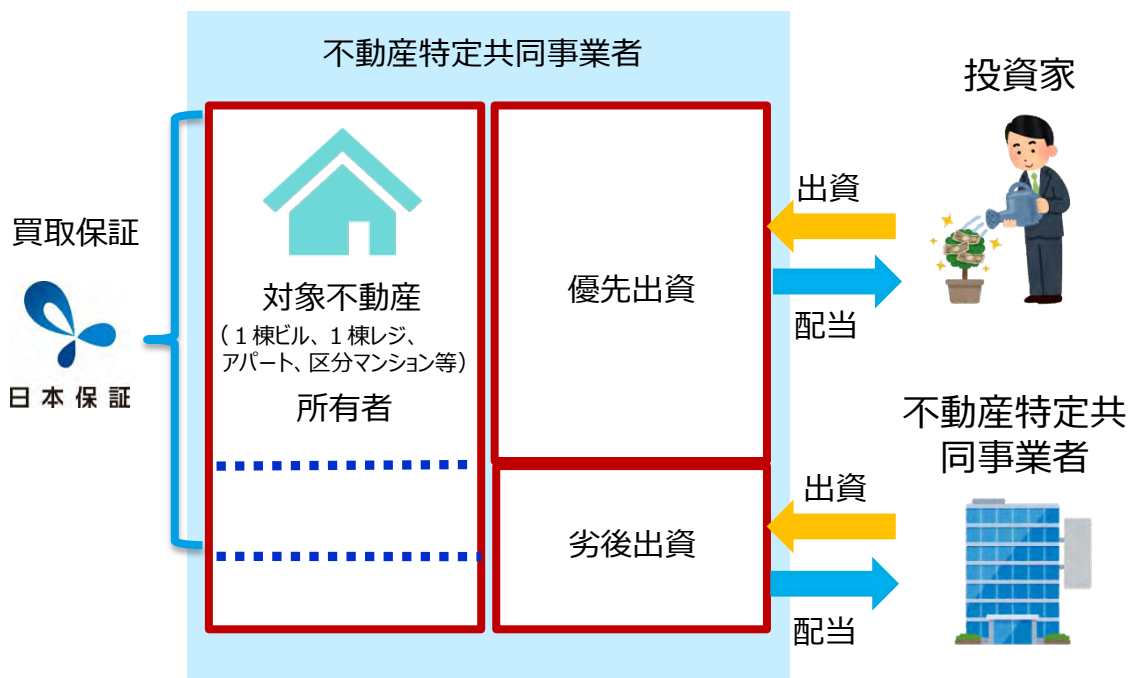 不動産特定共同事業者
買取保証
日本保証
対象不動産
（１棟ビル、１棟レジ、
アパート、区分マンション等）
所有者
優先出資
劣後出資
投資家
出資
配当
不動産特定共
同事業者
出資
配当